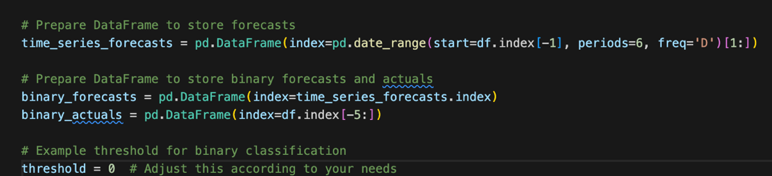 # Prepare DataFrame to store forecasts
time_series_forecasts = pd.DataFrame(index=pd.date_range(start=df.index[-1], periods=6, freq='D')[1:])
# Prepare DataFrame to store binary forecasts and actuals
binary_forecasts = pd.DataFrame(index=time_series_forecasts.index)
binary_actuals = pd.DataFrame(index=df.index[-5:])
# Example threshold for binary classification
threshold = 0  # Adjust this according to your needs